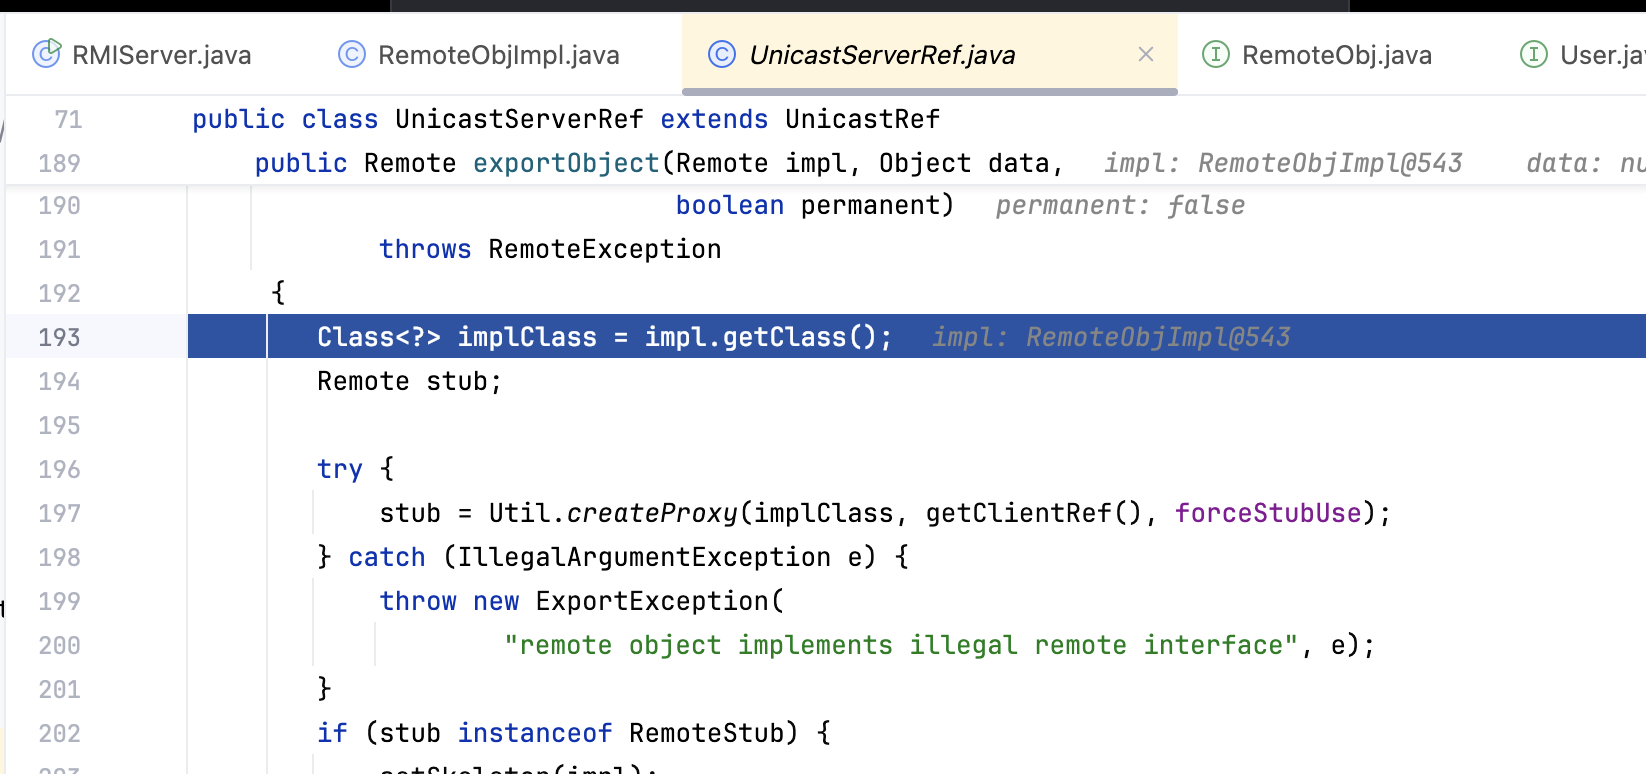 RMIServer.java RemoteObjImpl.java UnicastServerRef.java RemoteObj.java User.ja
71 public class UnicastServerRef extends UnicastRef
189 public Remote exportObject(Remote impl, Object data, impl: RemoteObjImpl@543 data: nu
190 boolean permanent) permanent: false
191 throws RemoteException
192 {
193 Class<?> implClass = impl.getClass(); impl: RemoteObjImpl@543
194 Remote stub;
195
196 try {
197 stub = Util.createProxy(implClass, getClientRef(), forceStubUse);
198 } catch (IllegalArgumentException e) {
199 throw new ExportException(
200 "remote object implements illegal remote interface", e);
201 }
202 if (stub instanceof RemoteStub) {
203 setSkeleton(impl);